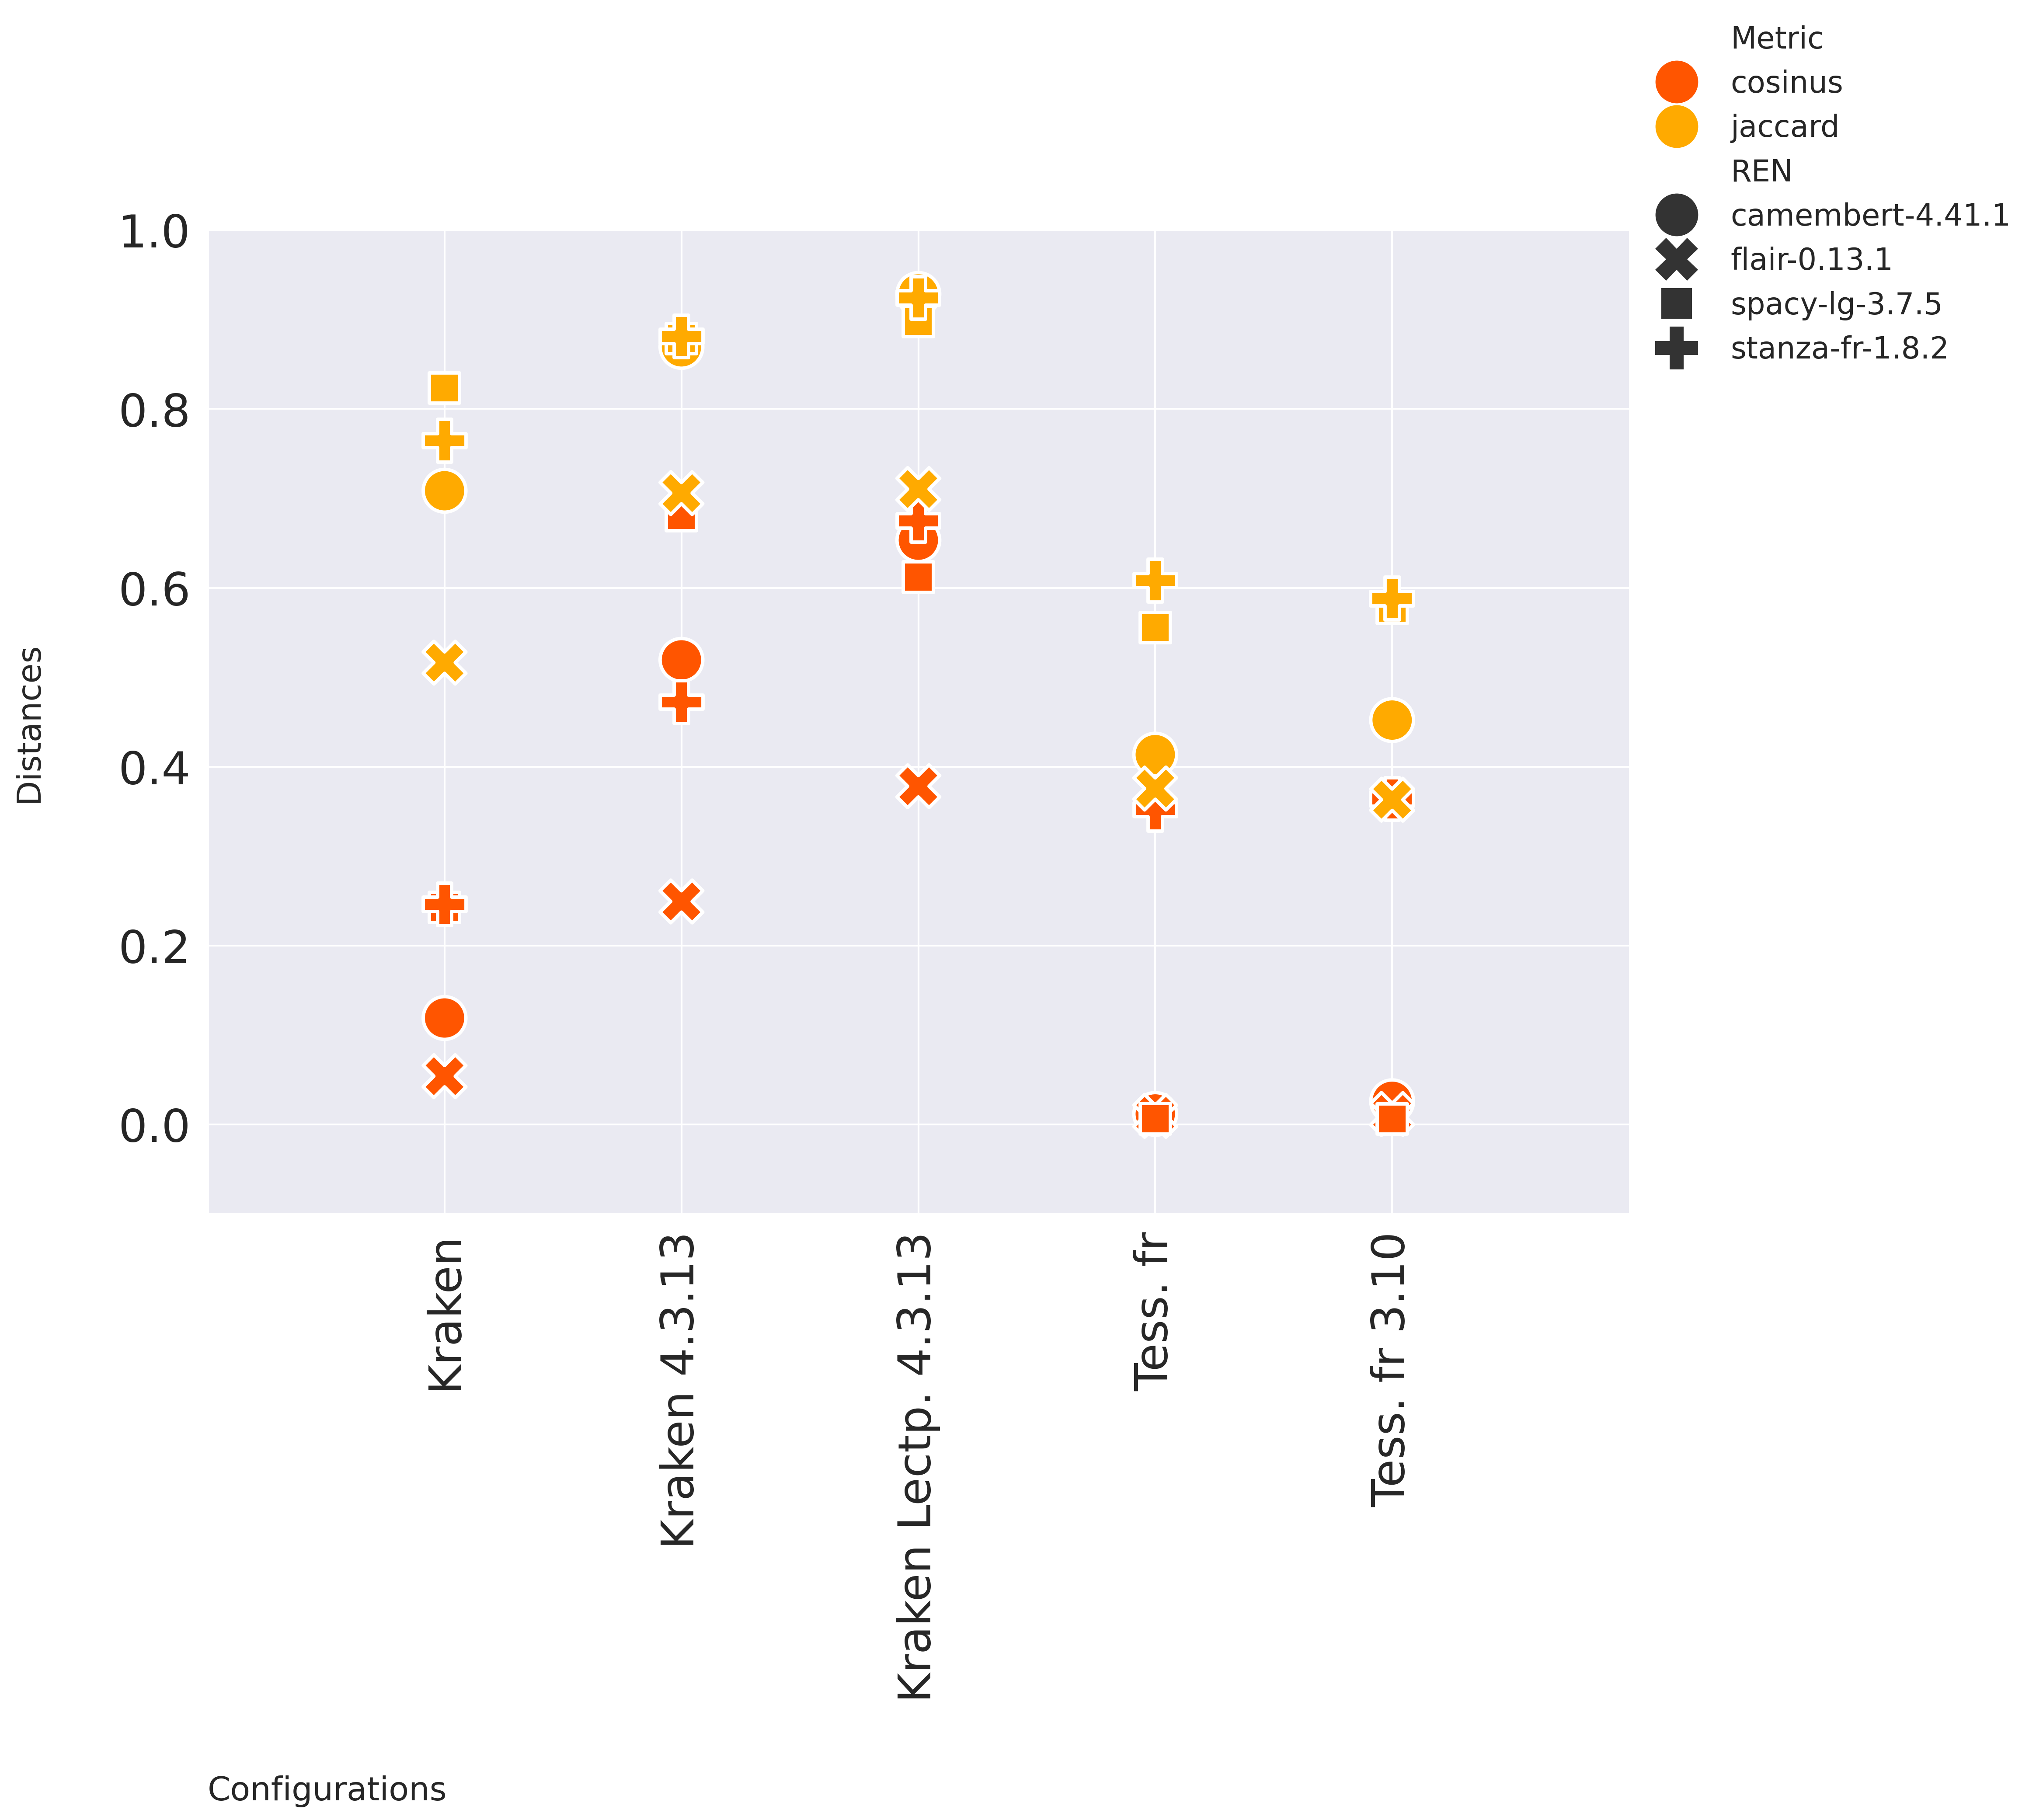 Metric
cosinus
jaccard
REN
camembert-4.41.1
flair-0.13.1
spacy-lg-3.7.5
stanza-fr-1.8.2
1.0
0.8
0.6
0.4
0.2
0.0
Distances
Kraken
Kraken 4.3.13
Kraken Lectp. 4.3.13
Tess. fr
Tess. fr 3.10
Configurations